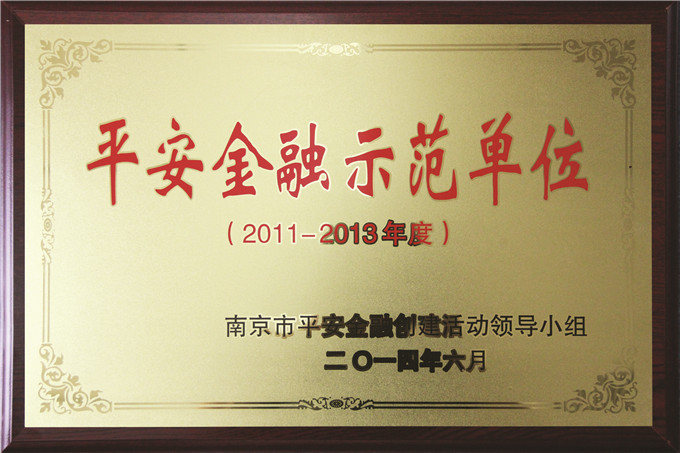 平安金融示范单位
（2011-2013年度）
南京市平安金融创建活动领导小组
二〇一四年六月